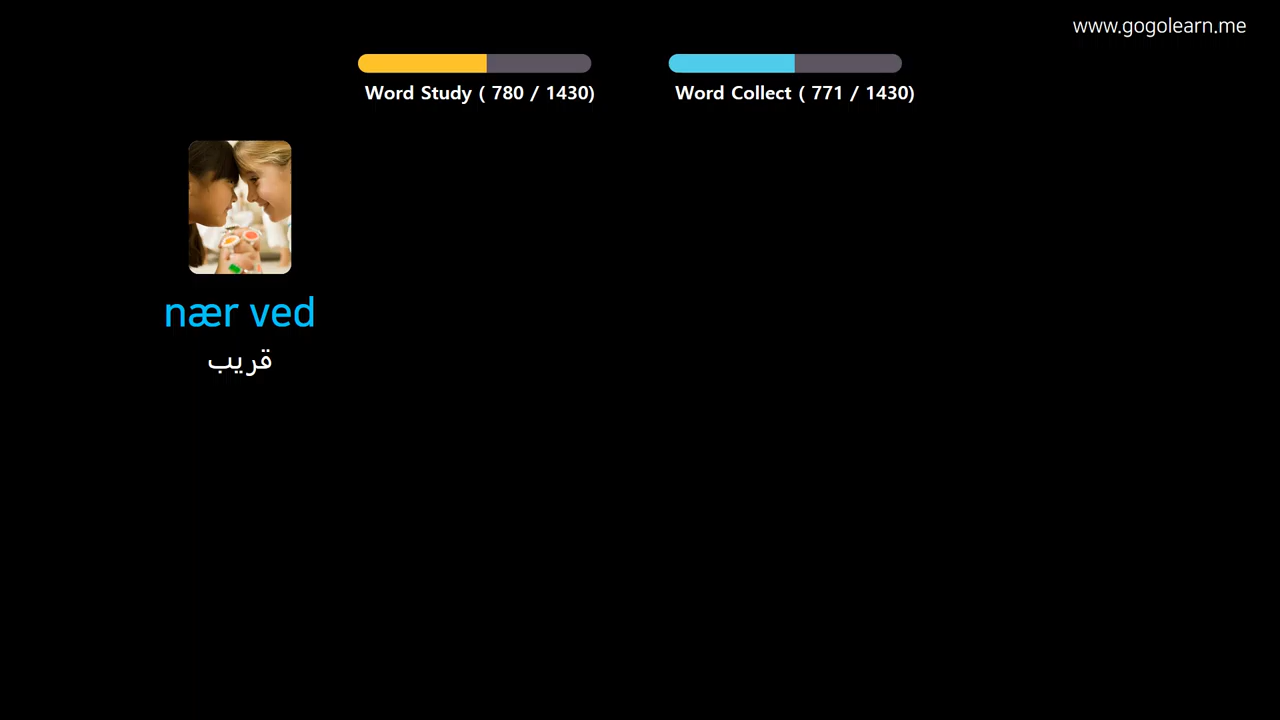 www.gogolearn.me
Word Study ( 780 / 1430)
Word Collect ( 771 / 1430)
nær ved
قريب